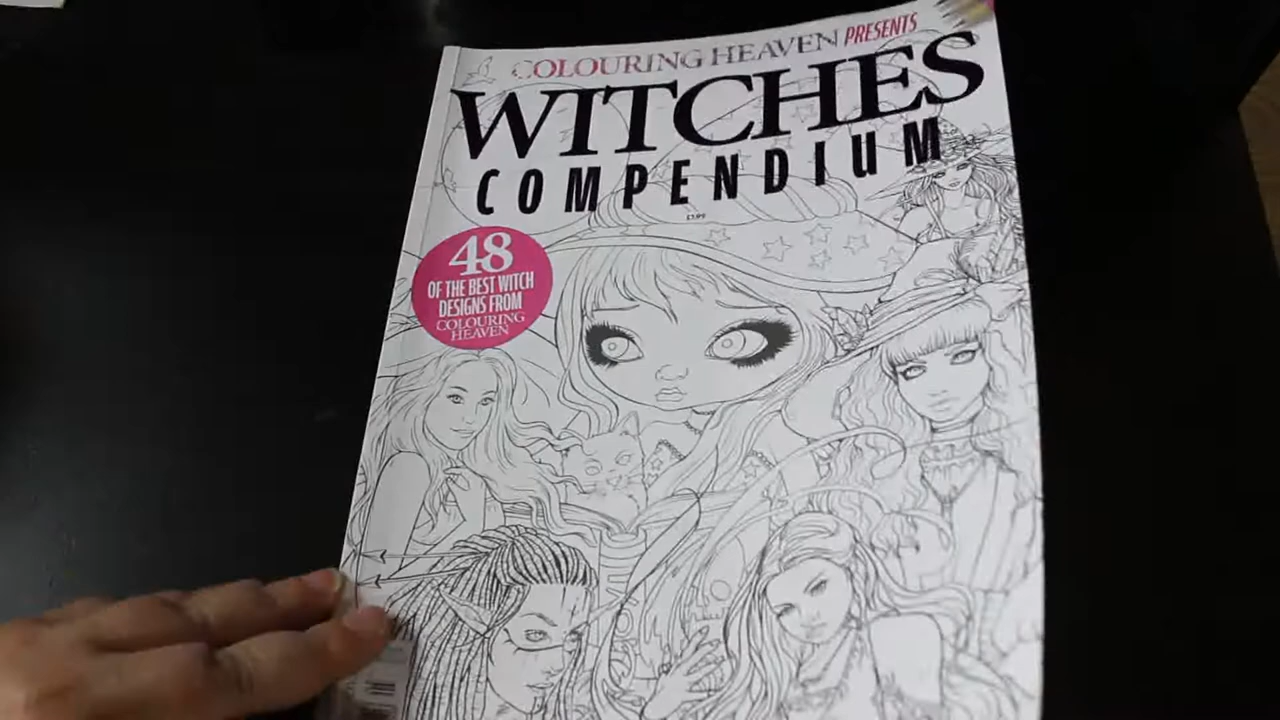 COLOURING HEAVEN PRESENTS
WITCHES
COMPENDIUM
48
OF THE BEST WITCH
DESIGNS FROM
COLOURING
HEAVEN